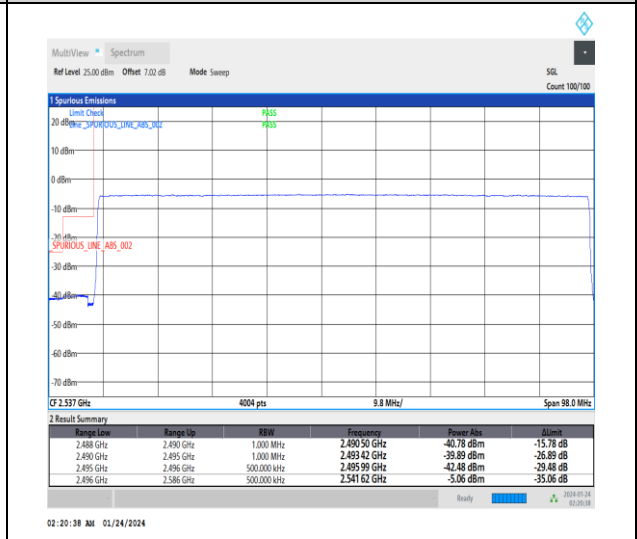 MultiView Spectrum
Ref Level 25.00 dBm Offset 7.02 dB Mode Sweep SGL
Count 100/100
1 Spurious Emissions
Limit Check PASS
20 dBm Line _SPURIOUS_LINE_ABS_002 PASS
10 dBm
0 dBm
-10 dBm
-20 dBm
_SPURIOUS_LINE_ABS_002
-30 dBm
-40 dBm
-50 dBm
-60 dBm
-70 dBm
CF 2.537 GHz 4004 pts 9.8 MHz/ Span 98.0 MHz
2 Result Summary
Range Low Range Up RBW Frequency Power Abs ΔLimit
2.488 GHz 2.490 GHz 1.000 MHz 2.490 50 GHz -40.78 dBm -15.78 dB
2.490 GHz 2.495 GHz 1.000 MHz 2.493 42 GHz -39.89 dBm -26.89 dB
2.495 GHz 2.496 GHz 500.000 kHz 2.495 99 GHz -42.48 dBm -29.48 dB
2.496 GHz 2.586 GHz 500.000 kHz 2.541 62 GHz -5.06 dBm -35.06 dB
Ready 2024-01-24
02:20:38
02:20:38 AM 01/24/2024